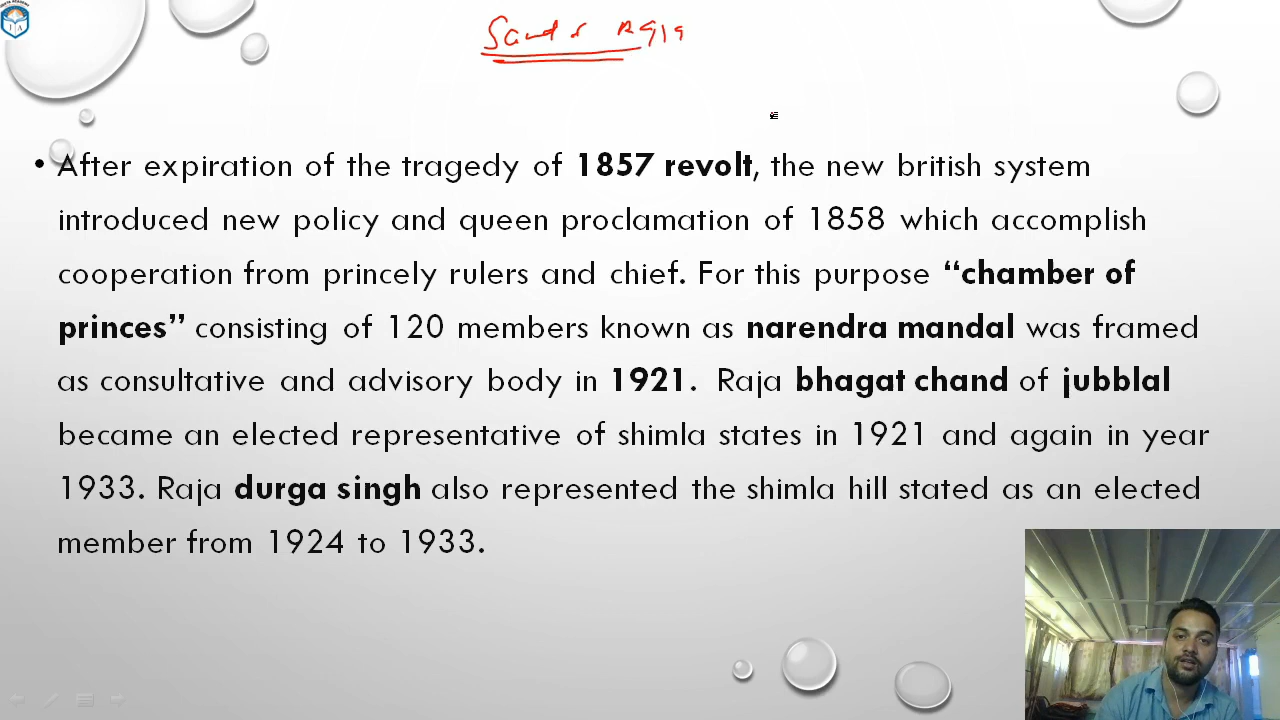 • After expiration of the tragedy of 1857 revolt, the new british system
introduced new policy and queen proclamation of 1858 which accomplish
cooperation from princely rulers and chief. For this purpose “chamber of
princes” consisting of 120 members known as narendra mandal was framed
as consultative and advisory body in 1921. Raja bhagat chand of jubblal
became an elected representative of shimla states in 1921 and again in year
1933. Raja durga singh also represented the shimla hill stated as an elected
member from 1924 to 1933.